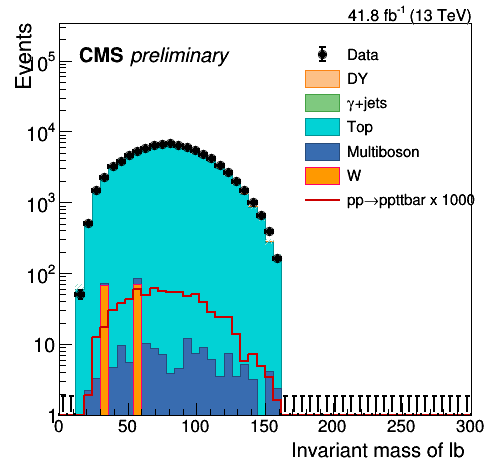 41.8 fb⁻¹ (13 TeV)
Events
CMS preliminary
Data
DY
γ+jets
Top
Multiboson
W
pp→ppttbar x 1000
10⁵
10⁴
10³
10²
10
1
0 50 100 150 200 250 300
Invariant mass of lb